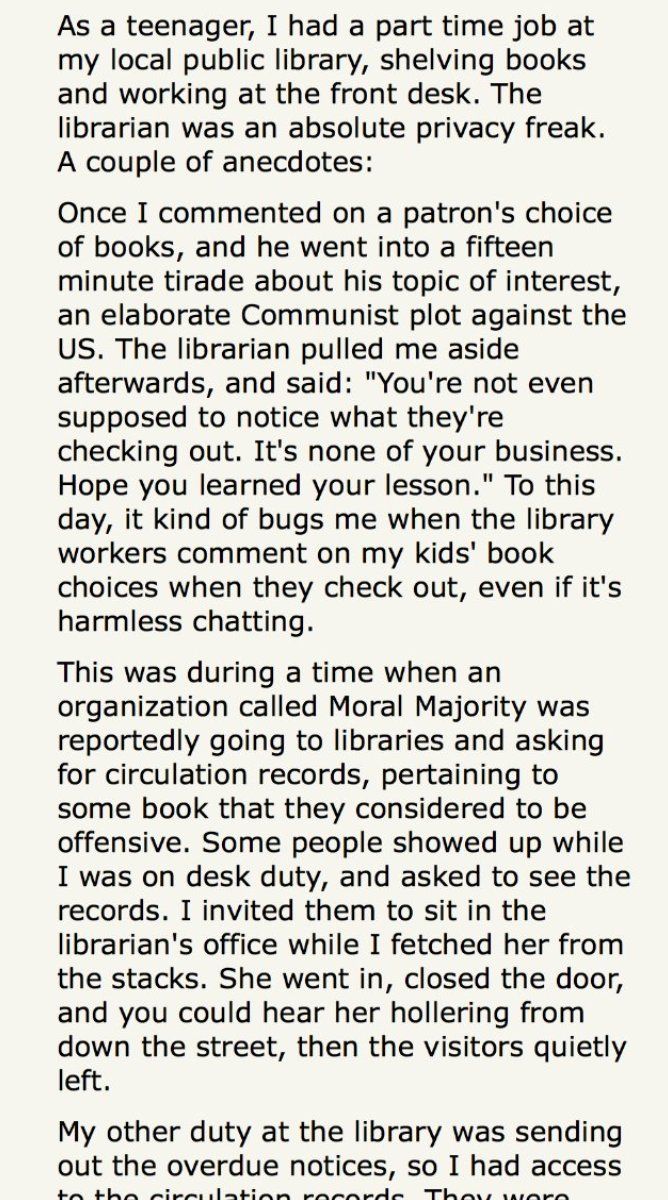 As a teenager, I had a part time job at
my local public library, shelving books
and working at the front desk. The
librarian was an absolute privacy freak.
A couple of anecdotes:
Once I commented on a patron's choice
of books, and he went into a fifteen
minute tirade about his topic of interest,
an elaborate Communist plot against the
US. The librarian pulled me aside
afterwards, and said: "You're not even
supposed to notice what they're
checking out. It's none of your business.
Hope you learned your lesson." To this
day, it kind of bugs me when the library
workers comment on my kids' book
choices when they check out, even if it's
harmless chatting.
This was during a time when an
organization called Moral Majority was
reportedly going to libraries and asking
for circulation records, pertaining to
some book that they considered to be
offensive. Some people showed up while
I was on desk duty, and asked to see the
records. I invited them to sit in the
librarian's office while I fetched her from
the stacks. She went in, closed the door,
and you could hear her hollering from
down the street, then the visitors quietly
left.
My other duty at the library was sending
out the overdue notices, so I had access
to the circulation records. They were